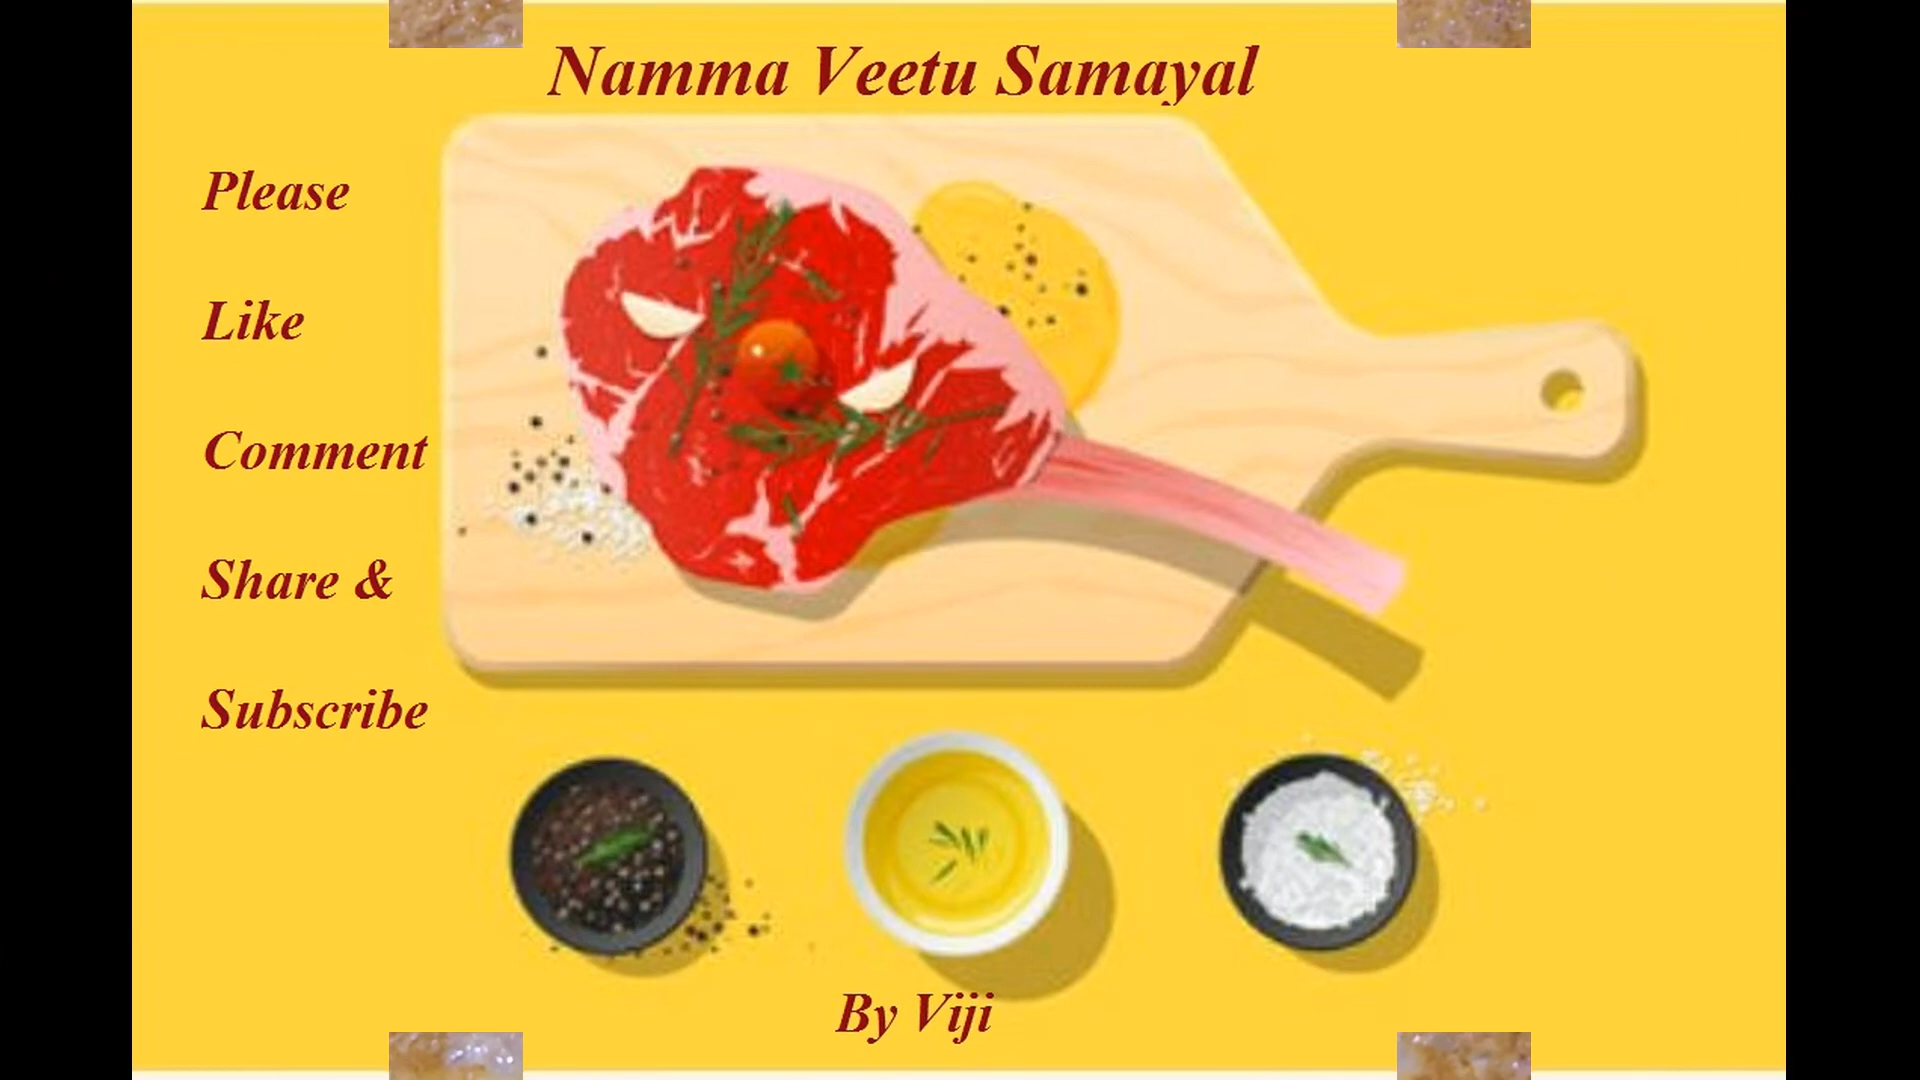 Namma Veetu Samayal
Please
Like
Comment
Share &
Subscribe
By Viji